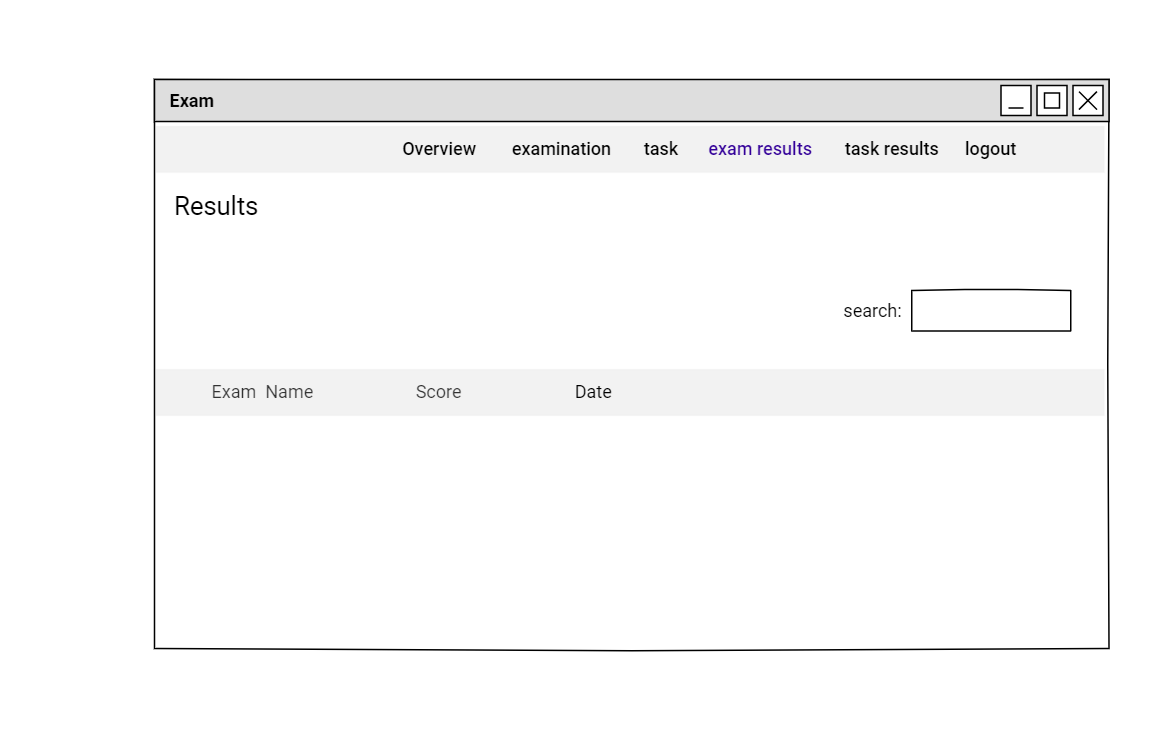 Exam
Overview examination task exam results task results logout
Results
search:
Exam Name Score Date